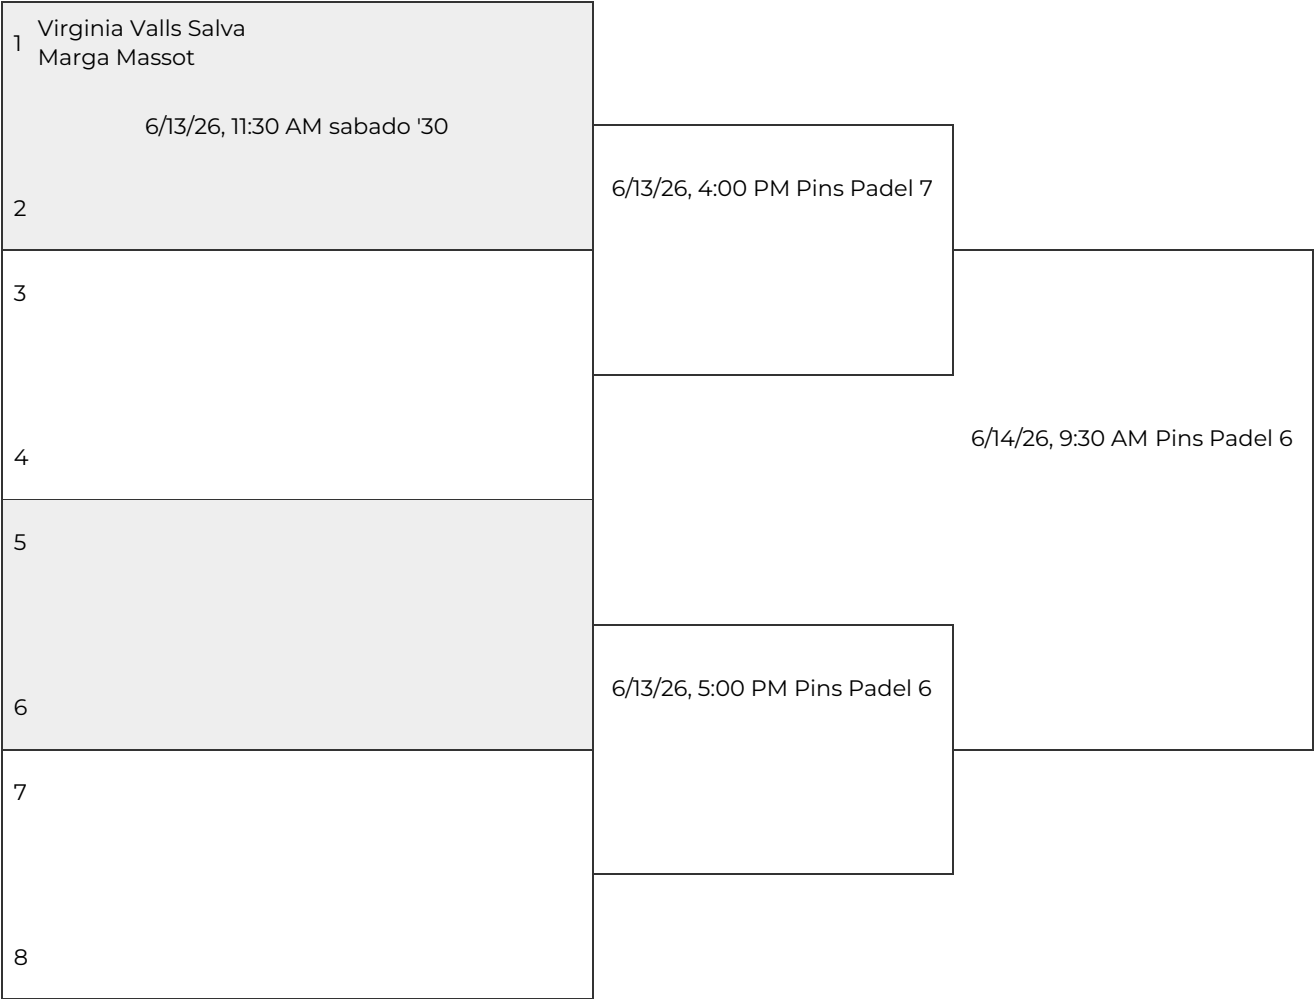 1
Virginia Valls Salva
Marga Massot
6/13/26, 11:30 AM sabado '30
2
6/13/26, 4:00 PM Pins Padel 7
3
4
6/14/26, 9:30 AM Pins Padel 6
5
6
6/13/26, 5:00 PM Pins Padel 6
7
8